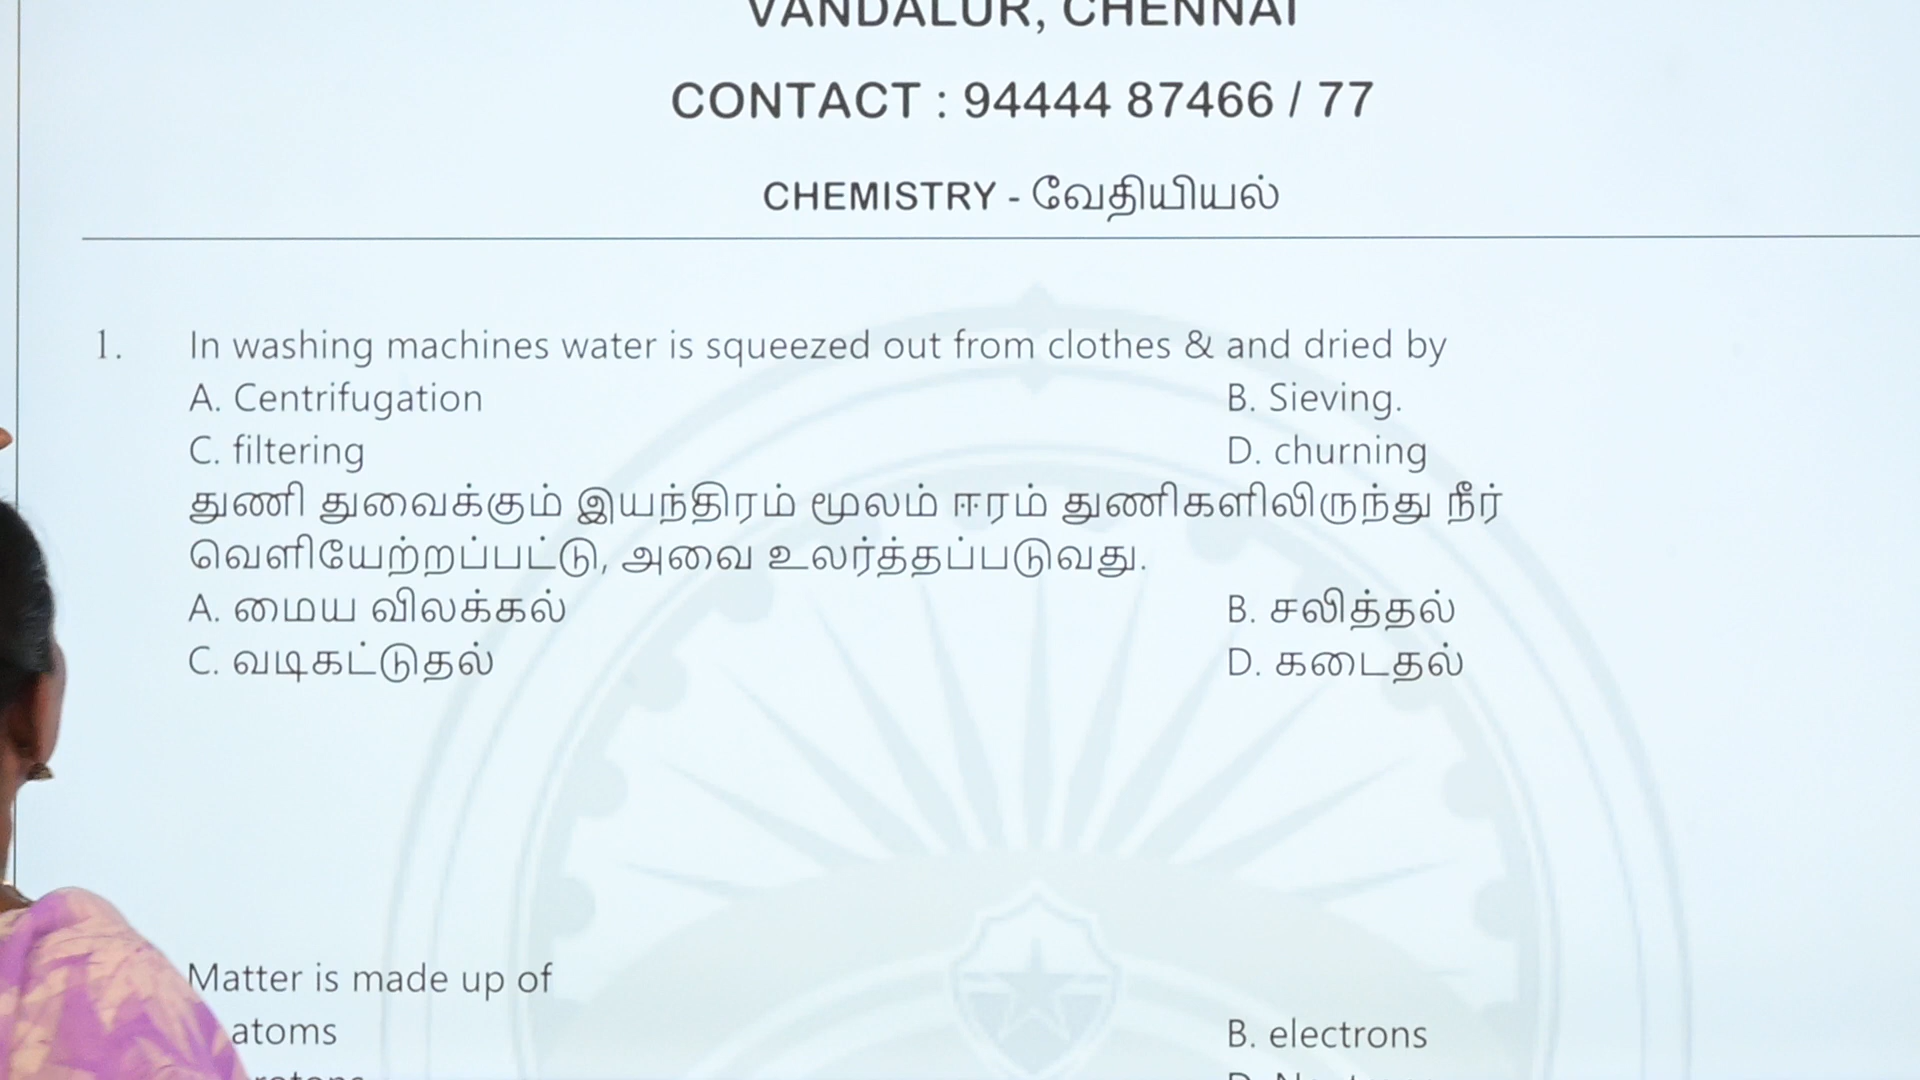 VANDALUR, CHENNAI
CONTACT : 94444 87466 / 77
CHEMISTRY - வேதியியல்
1. In washing machines water is squeezed out from clothes & and dried by
A. Centrifugation B. Sieving.
C. filtering D. churning
துணி துவைக்கும் இயந்திரம் மூலம் ஈரம் துணிகளிலிருந்து நீர்
வெளியேற்றப்பட்டு, அவை உலர்த்தப்படுவது.
A. மைய விலக்கல் B. சலித்தல்
C. வடிகட்டுதல் D. கடைதல்
Matter is made up of
atoms B. electrons